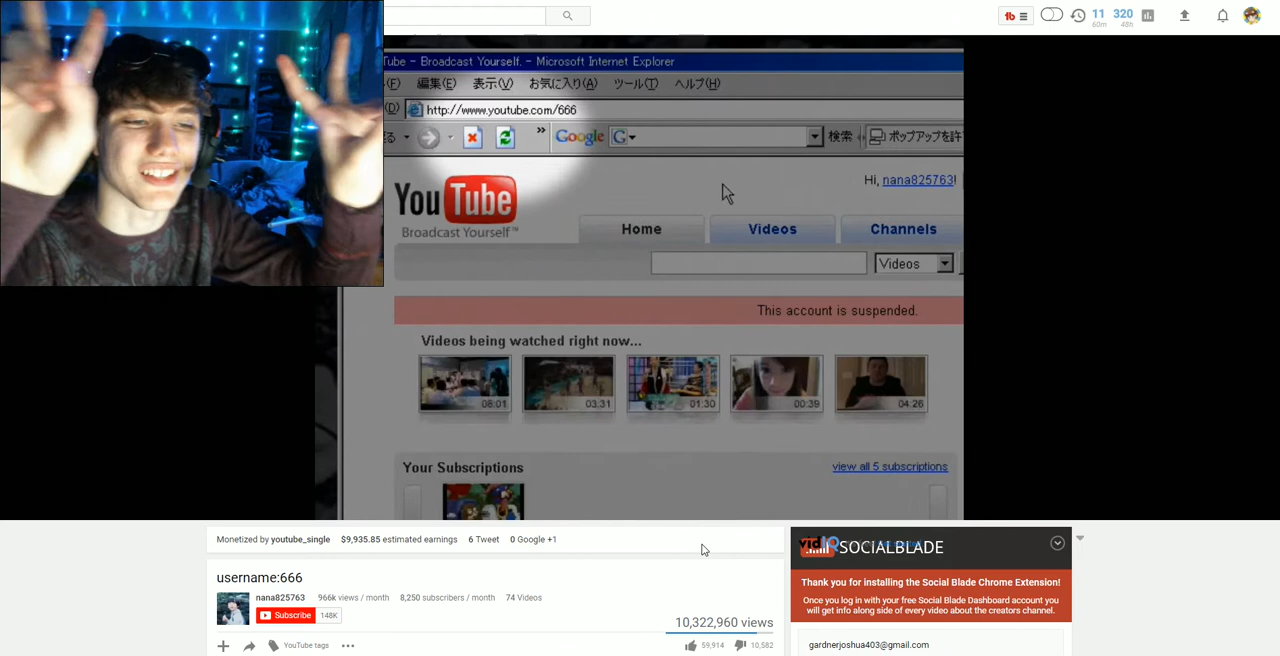 11 320
60m 48h
Tube – Broadcast Yourself. - Microsoft Internet Explorer
(F) 編集(E) 表示(V) お気に入り(A) ツール(T) ヘルプ(H)
(D) http://www.youtube.com/666
る » Google G 検索 ポップアップを許
YouTube
Broadcast Yourself™
Hi, nana825763!
Home Videos Channels
Videos
This account is suspended.
Videos being watched right now...
08:01 03:31 01:30 00:39 04:26
Your Subscriptions view all 5 subscriptions
Monetized by youtube_single $9,935.85 estimated earnings 6 Tweet 0 Google +1
username:666
nana825763 966k views / month 8,250 subscribers / month 74 Videos
Subscribe 148K
10,322,960 views
YouTube tags ••• 59,914 10,582
vidIQ SOCIALBLADE
Thank you for installing the Social Blade Chrome Extension!
Once you log in with your free Social Blade Dashboard account you
will get info along side of every video about the creators channel.
gardnerjoshua403@gmail.com